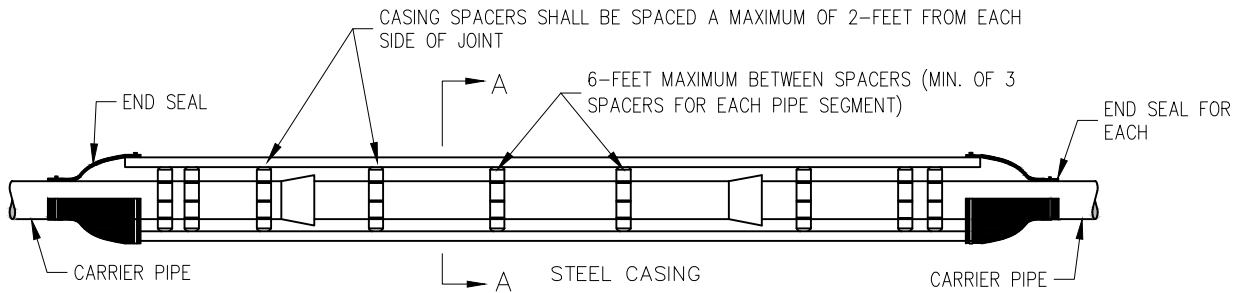 CASING SPACERS SHALL BE SPACED A MAXIMUM OF 2-FEET FROM EACH
SIDE OF JOINT
A
6-FEET MAXIMUM BETWEEN SPACERS (MIN. OF 3
SPACERS FOR EACH PIPE SEGMENT)
END SEAL
END SEAL FOR
EACH
CARRIER PIPE
A
STEEL CASING
CARRIER PIPE